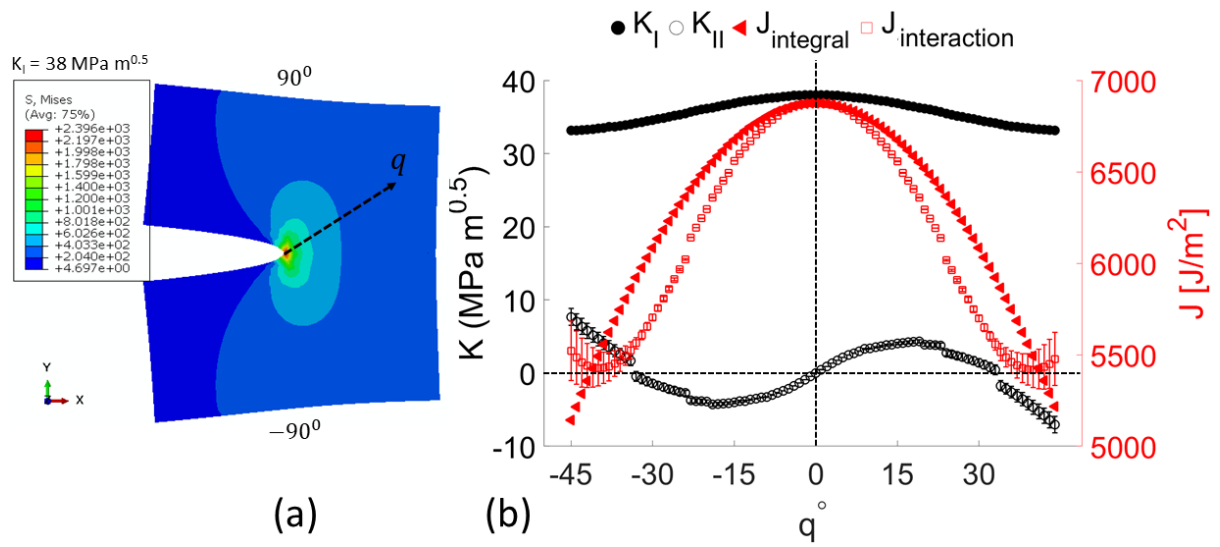 K_I = 38 MPa m^0.5
S, Mises
(Avg: 75%)
+2.396e+03
+2.197e+03
+1.998e+03
+1.798e+03
+1.599e+03
+1.400e+03
+1.200e+03
+1.001e+03
+8.018e+02
+6.026e+02
+4.033e+02
+2.040e+02
+4.697e+00
90⁰
q
−90⁰
Y
Z
X
(a)
K_I K_II J_integral J_interaction
40
30
20
10
0
-10
K (MPa m^0.5)
7000
6500
6000
5500
5000
J [J/m²]
-45 -30 -15 0 15 30
q°
(b)